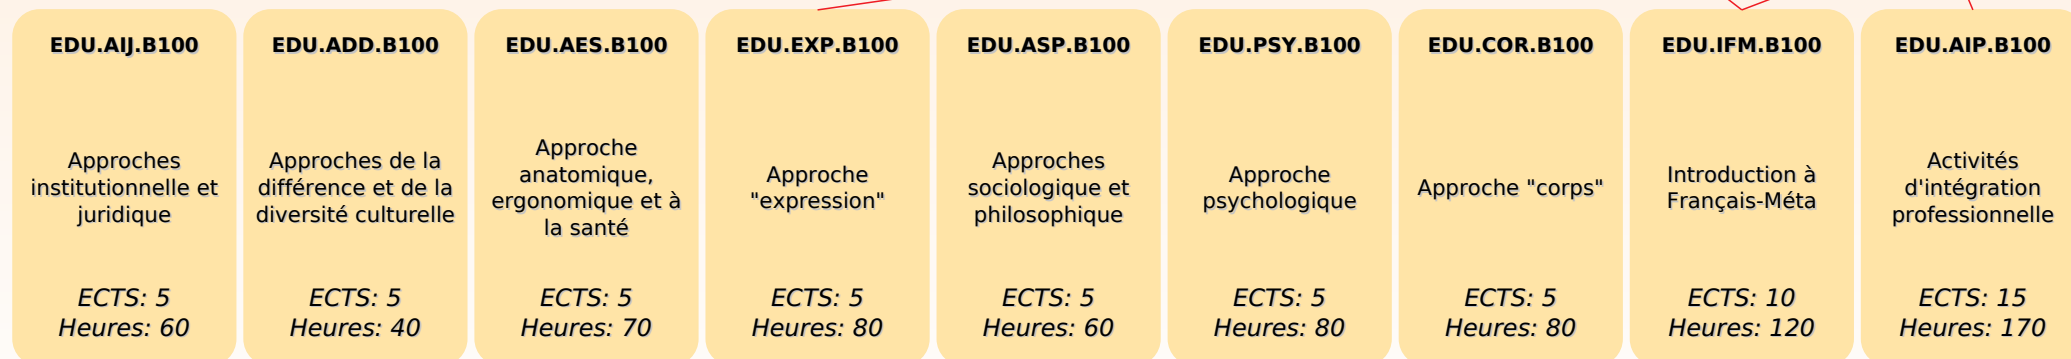 EDU.AIJ.B100
Approches
institutionnelle et
juridique
ECTS: 5
Heures: 60
EDU.ADD.B100
Approches de la
différence et de la
diversité culturelle
ECTS: 5
Heures: 40
EDU.AES.B100
Approche
anatomique,
ergonomique et à
la santé
ECTS: 5
Heures: 70
EDU.EXP.B100
Approche
"expression"
ECTS: 5
Heures: 80
EDU.ASP.B100
Approches
sociologique et
philosophique
ECTS: 5
Heures: 60
EDU.PSY.B100
Approche
psychologique
ECTS: 5
Heures: 80
EDU.COR.B100
Approche "corps"
ECTS: 5
Heures: 80
EDU.IFM.B100
Introduction à
Français-Méta
ECTS: 10
Heures: 120
EDU.AIP.B100
Activités
d'intégration
professionnelle
ECTS: 15
Heures: 170